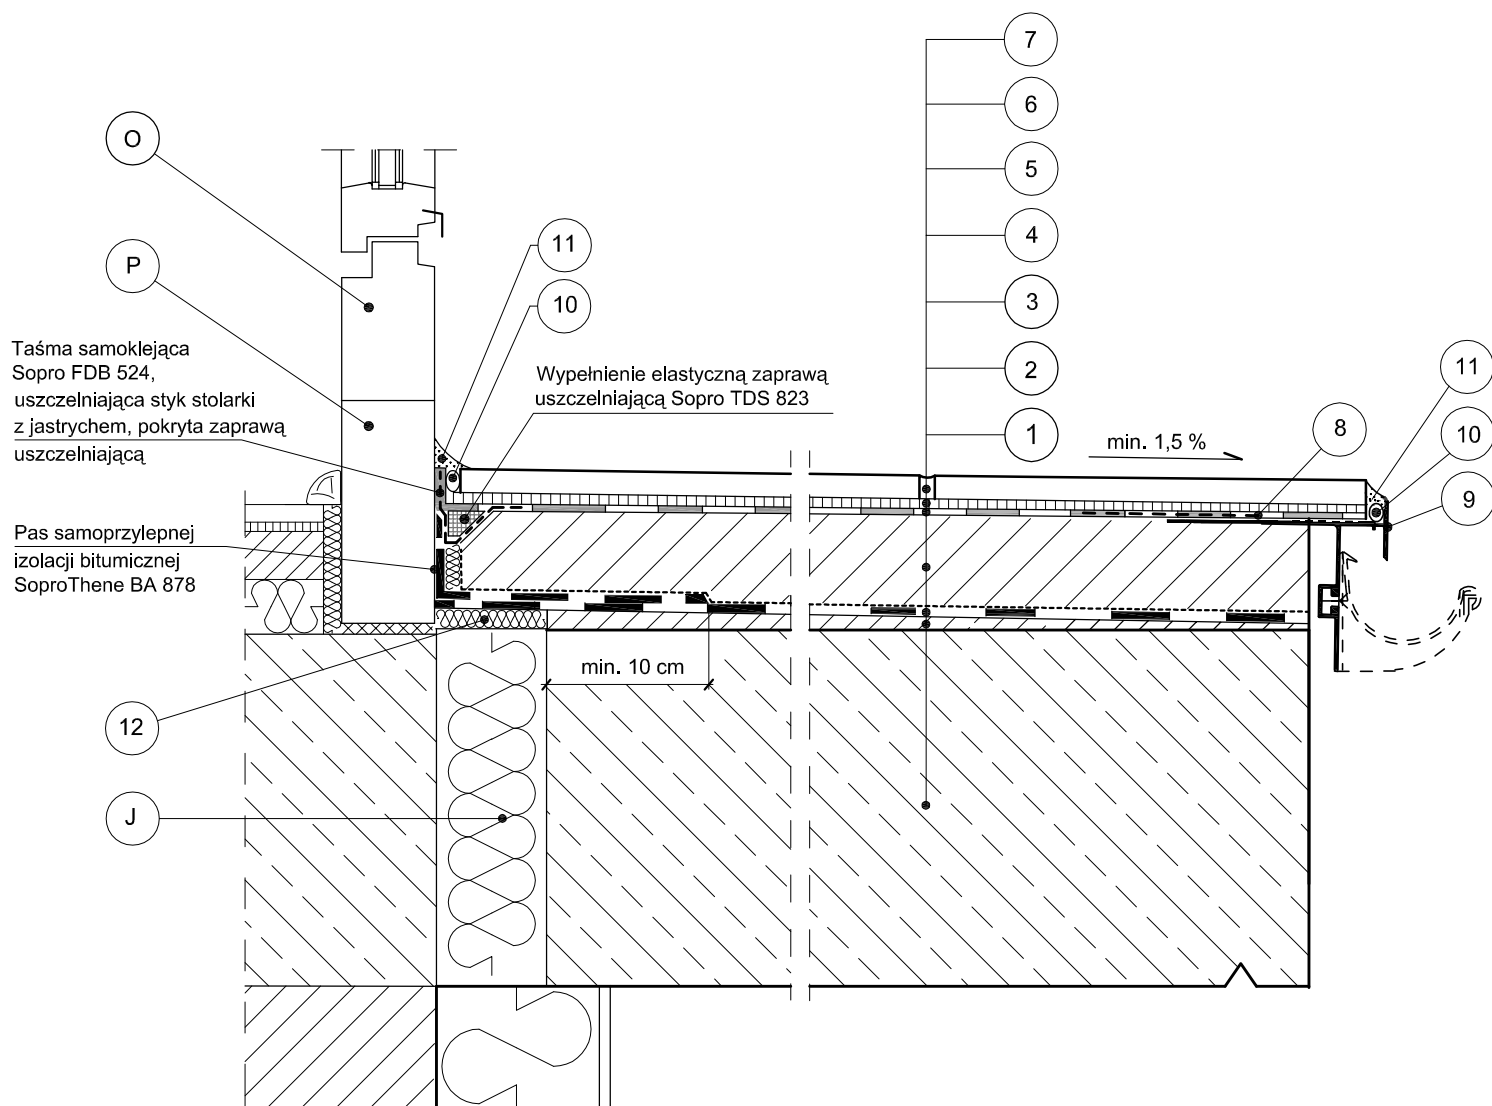 7
6
5
4
3
2
1
O
P
11
10
Taśma samoklejąca
Sopro FDB 524,
uszczelniająca styk stolarki
z jastrychem, pokryta zaprawą
uszczelniającą
Wypełnienie elastyczną zaprawą
uszczelniającą Sopro TDS 823
min. 1,5 %
8
11
10
9
Pas samoprzylepnej
izolacji bitumicznej
SoproThene BA 878
min. 10 cm
12
J